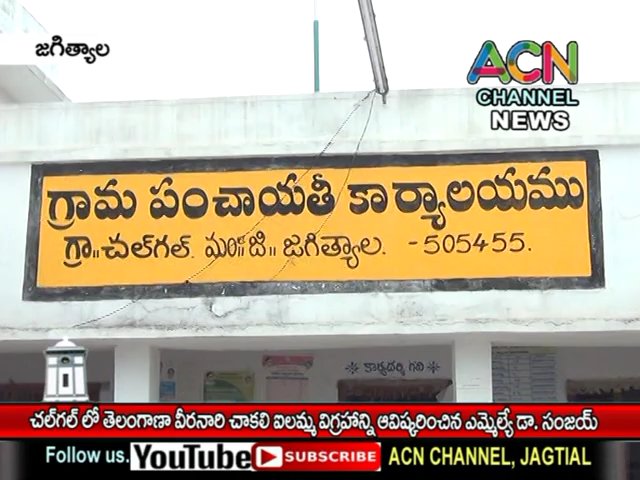 జగిత్యాల
ACN
CHANNEL
NEWS
గ్రామ పంచాయతీ కార్యాలయము
గ్రా॥చల్‌గల్. మం॥జి॥ జగిత్యాల. -505455.
కార్యదర్శి గది
చల్‌గల్ లో తెలంగాణా వీరనారి చాకలి ఐలమ్మ విగ్రహాన్ని ఆవిష్కరించిన ఎమ్మెల్యే డా. సంజయ్
Follow us. YouTube SUBSCRIBE ACN CHANNEL, JAGTIAL